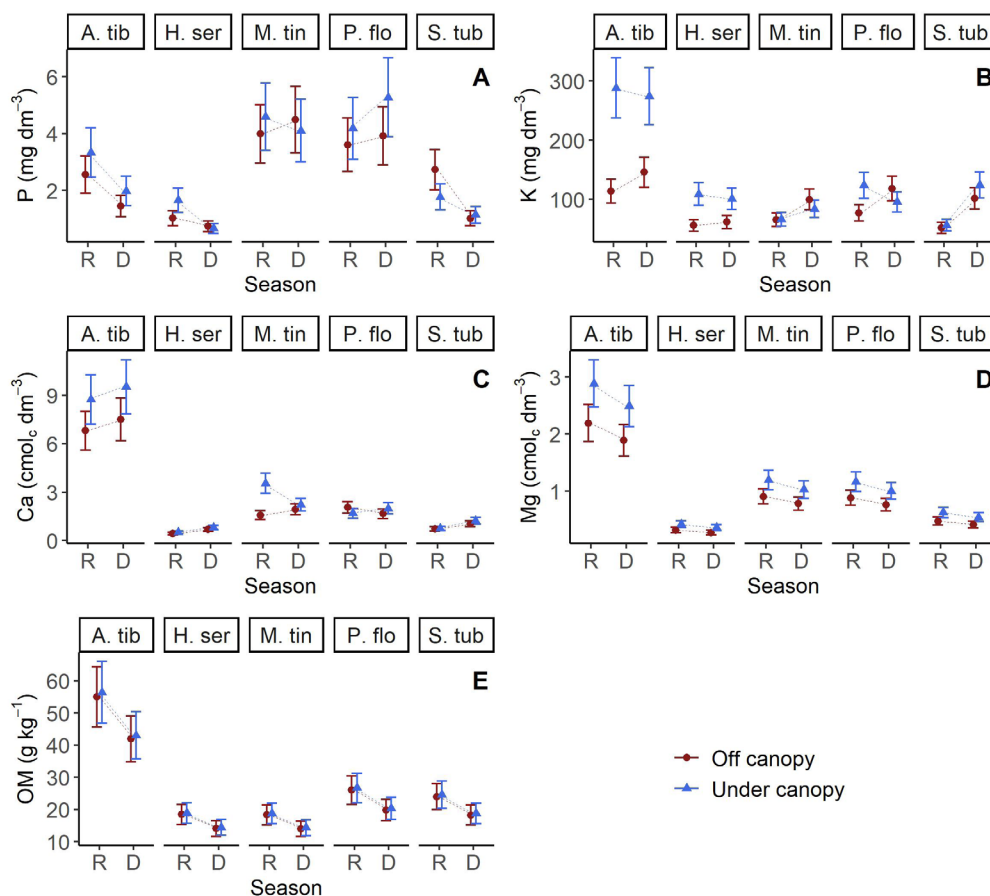 A. tib H. ser M. tin P. flo S. tub
A
P (mg dm⁻³)
6
4
2
R D R D R D R D R D
Season
A. tib H. ser M. tin P. flo S. tub
B
K (mg dm⁻³)
300
200
100
R D R D R D R D R D
Season
A. tib H. ser M. tin P. flo S. tub
C
Ca (cmol꜀ dm⁻³)
9
6
3
0
R D R D R D R D R D
Season
A. tib H. ser M. tin P. flo S. tub
D
Mg (cmol꜀ dm⁻³)
3
2
1
R D R D R D R D R D
Season
A. tib H. ser M. tin P. flo S. tub
E
OM (g kg⁻¹)
60
50
40
30
20
10
R D R D R D R D R D
Season
Off canopy
Under canopy